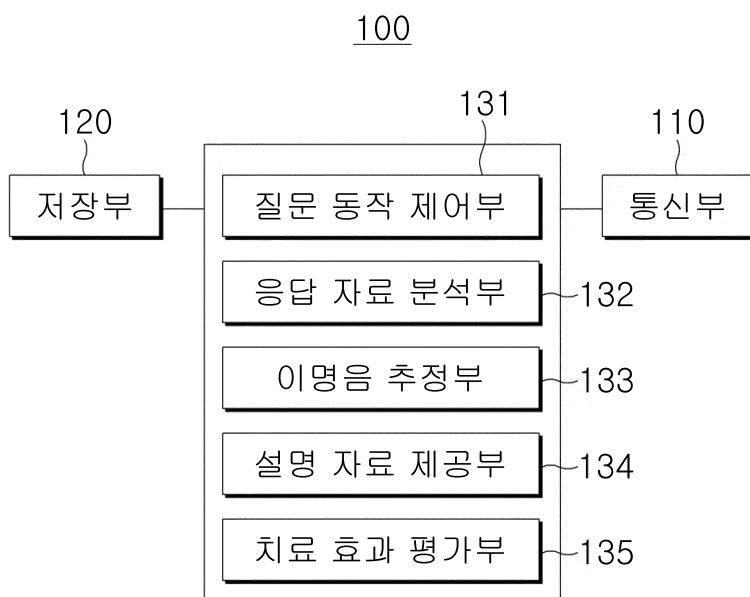 100
131
120
110
저장부
질문 동작 제어부
통신부
응답 자료 분석부
132
이명음 추정부
133
설명 자료 제공부
134
치료 효과 평가부
135